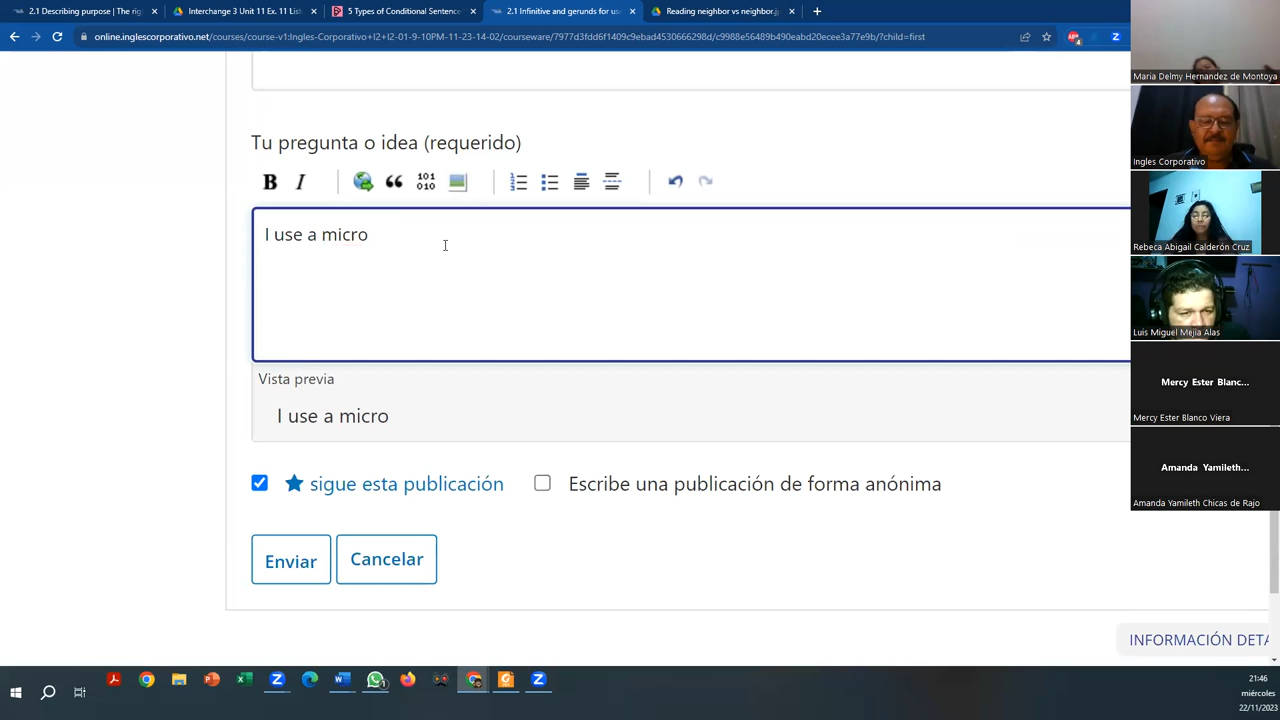 2.1 Describing purpose | The rig
Interchange 3 Unit 11 Ex. 11 List
5 Types of Conditional Sentence
2.1 Infinitive and gerunds for us
Reading neighbor vs neighbor.j
online.inglescorporativo.net/courses/course-v1:Ingles-Corporativo+I2+I2-01-9-10PM-11-23-14-02/courseware/7977d3fdd6f1409c9ebad4530666298d/c9988e56489b490eabd20ecee3a77e9b/?child=first
Maria Delmy Hernandez de Montoya
Tu pregunta o idea (requerido)
Ingles Corporativo
B I
101
010
I use a micro
Rebeca Abigail Calderón Cruz
Luis Miguel Mejía Alas
Vista previa
I use a micro
Mercy Ester Blanc...
Mercy Ester Blanco Viera
Amanda Yamileth...
Amanda Yamileth Chicas de Rajo
sigue esta publicación
Escribe una publicación de forma anónima
Enviar
Cancelar
INFORMACIÓN DETA
21:46
miércoles
22/11/2023